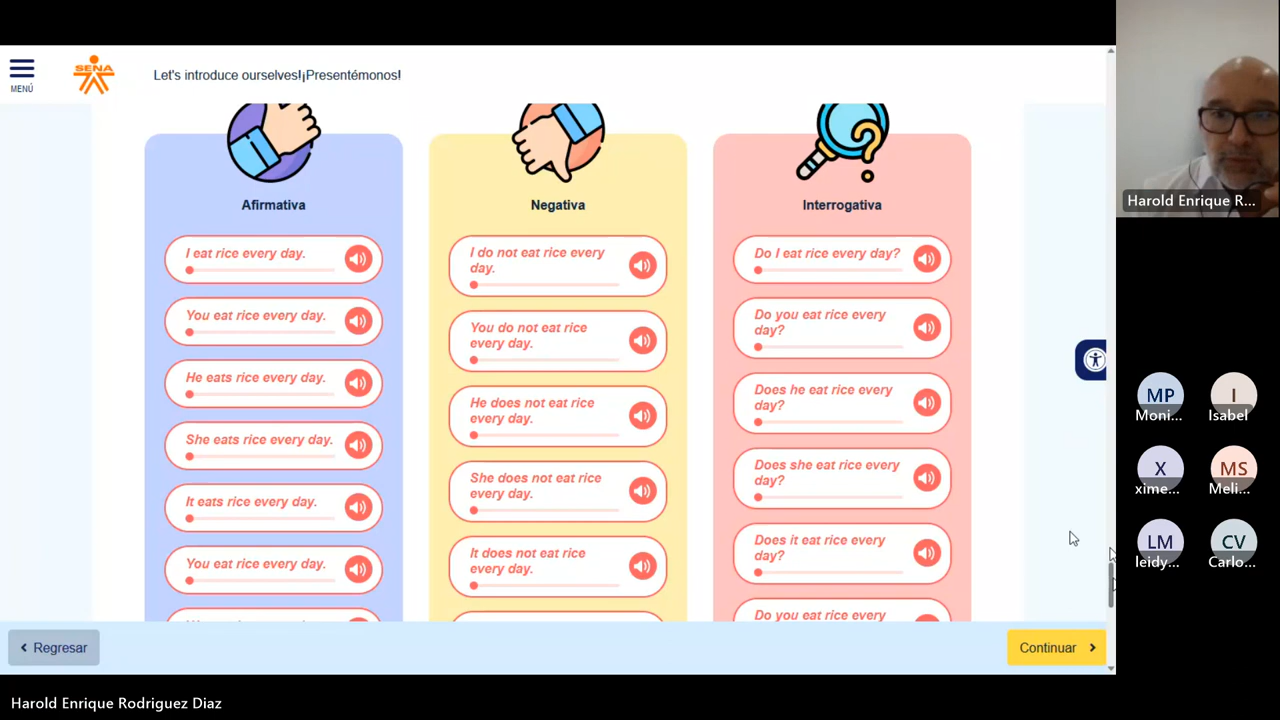 MENÚ
SENA
Let's introduce ourselves!¡Presentémonos!
Afirmativa
I eat rice every day.
You eat rice every day.
He eats rice every day.
She eats rice every day.
It eats rice every day.
You eat rice every day.
Negativa
I do not eat rice every
day.
You do not eat rice
every day.
He does not eat rice
every day.
She does not eat rice
every day.
It does not eat rice
every day.
Interrogativa
Do I eat rice every day?
Do you eat rice every
day?
Does he eat rice every
day?
Does she eat rice every
day?
Does it eat rice every
day?
Do you eat rice every
Regresar
Continuar
Harold Enrique R...
MP
Moni...
I
Isabel
X
xime...
MS
Meli...
LM
leidy...
CV
Carlo...
Harold Enrique Rodriguez Diaz